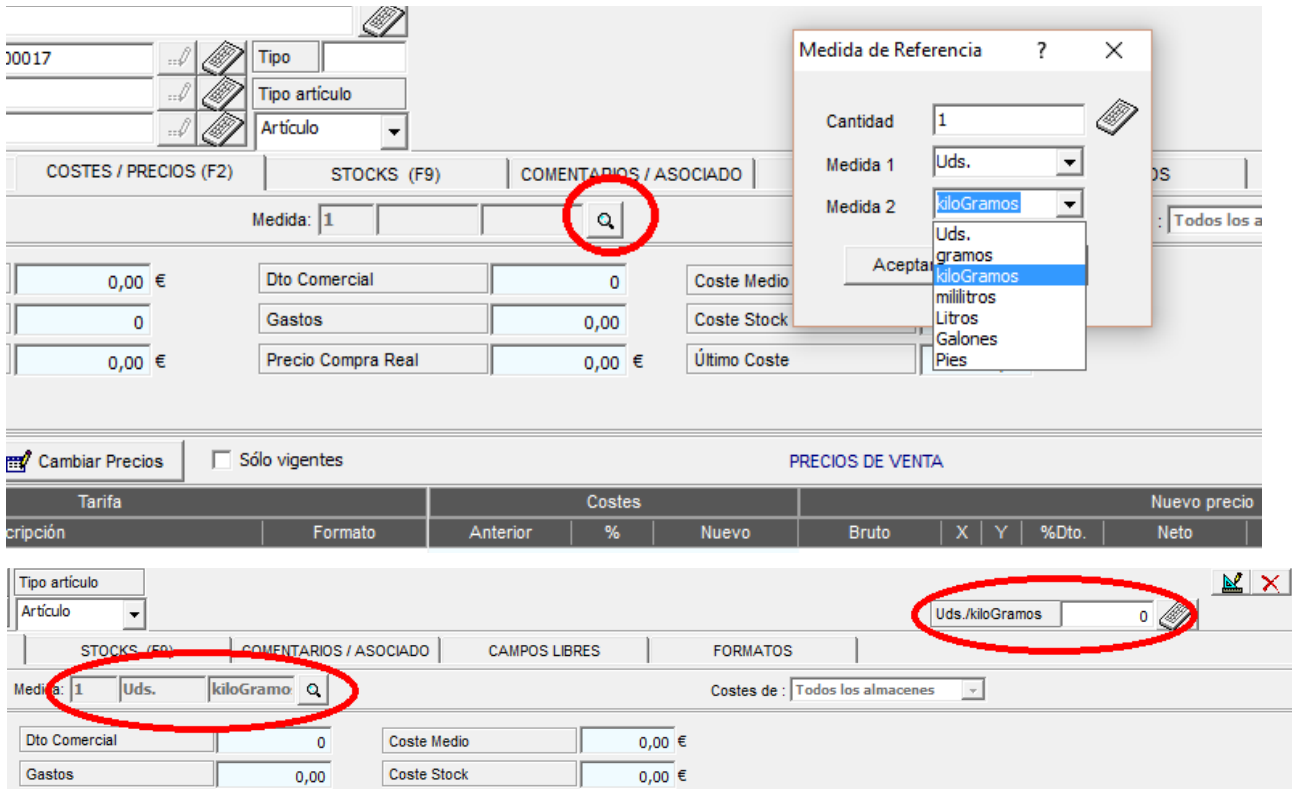 Medida de Referencia ? X
00017 Tipo
Tipo artículo
Artículo
Cantidad 1
Medida 1 Uds.
Medida 2 kiloGramos
Uds.
gramos
kiloGramos
mililitros
Litros
Galones
Pies
Aceptar
COSTES / PRECIOS (F2) STOCKS (F9) COMENTARIOS / ASOCIADO OS
Medida: 1 : Todos los a
0,00 € Dto Comercial 0 Coste Medio
0 Gastos 0,00 Coste Stock
0,00 € Precio Compra Real 0,00 € Último Coste
Cambiar Precios Sólo vigentes PRECIOS DE VENTA
Tarifa Costes Nuevo precio
cripción Formato Anterior % Nuevo Bruto X Y %Dto. Neto
Tipo artículo
Artículo Uds./kiloGramos 0
STOCKS (F9) COMENTARIOS / ASOCIADO CAMPOS LIBRES FORMATOS
Medida: 1 Uds. kiloGramo Costes de : Todos los almacenes
Dto Comercial 0 Coste Medio 0,00 €
Gastos 0,00 Coste Stock 0,00 €